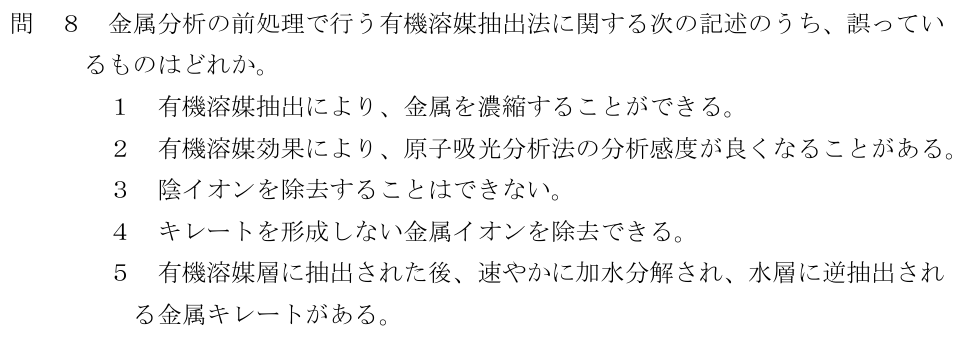 問　８　金属分析の前処理で行う有機溶媒抽出法に関する次の記述のうち、誤ってい
るものはどれか。
１　有機溶媒抽出により、金属を濃縮することができる。
２　有機溶媒効果により、原子吸光分析法の分析感度が良くなることがある。
３　陰イオンを除去することはできない。
４　キレートを形成しない金属イオンを除去できる。
５　有機溶媒層に抽出された後、速やかに加水分解され、水層に逆抽出され
る金属キレートがある。